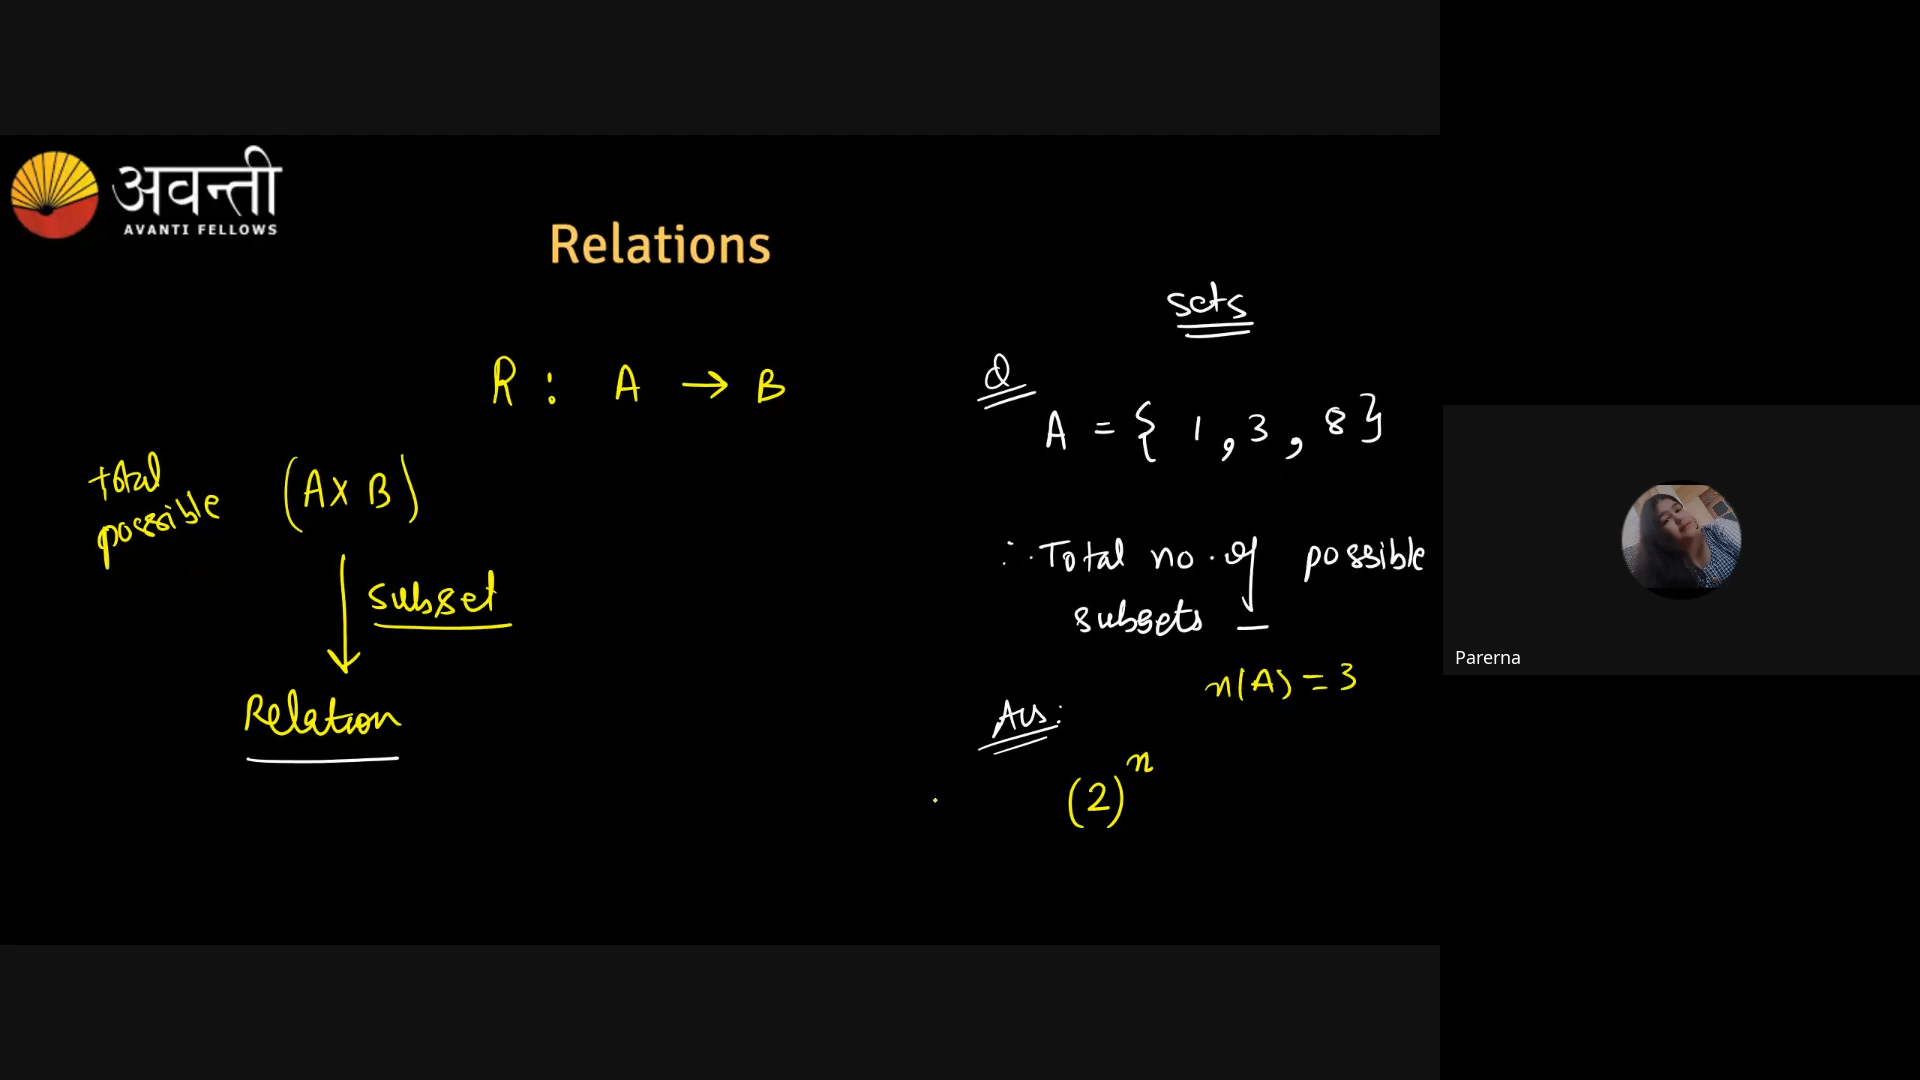 अवन्ती
AVANTI FELLOWS
Relations
R : A → B
total
possible
(A×B)
subset
Relation
sets
Q
A = { 1, 3, 8}
∴ Total no. of possible
subsets _
n(A) = 3
Ans:
(2)^n
Parerna